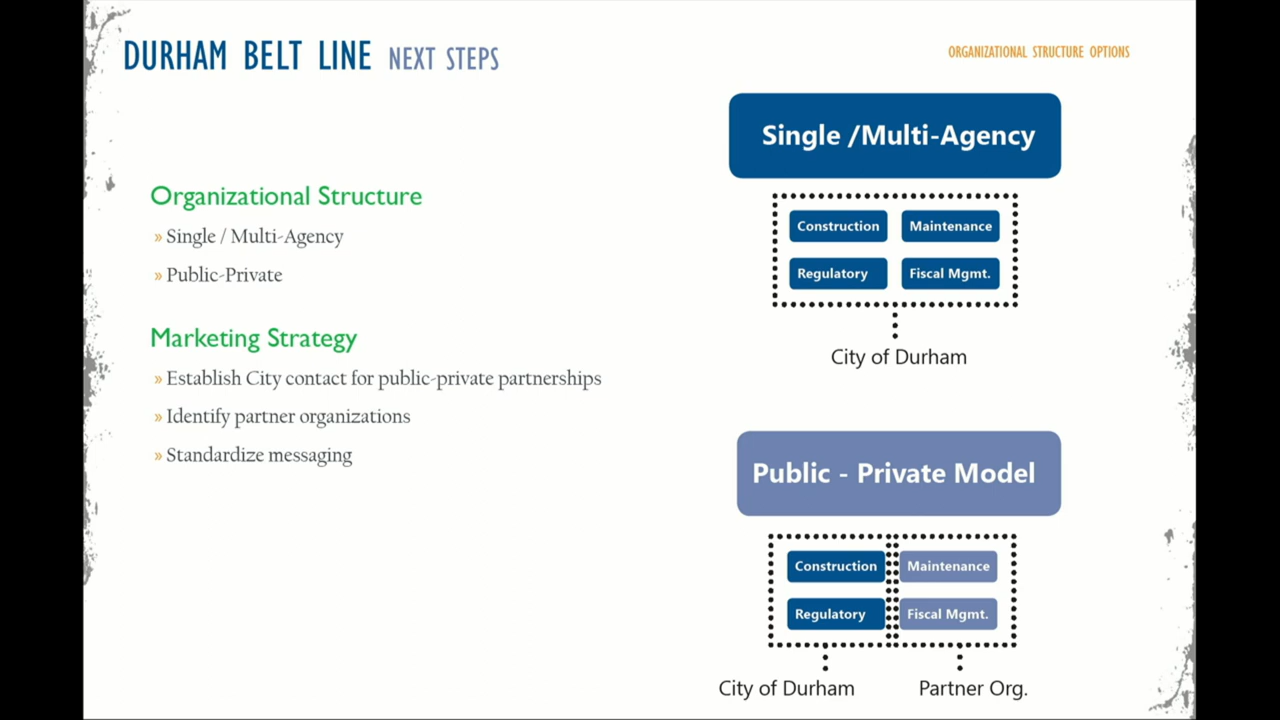 DURHAM BELT LINE NEXT STEPS
ORGANIZATIONAL STRUCTURE OPTIONS
Organizational Structure
» Single / Multi-Agency
» Public-Private
Marketing Strategy
» Establish City contact for public-private partnerships
» Identify partner organizations
» Standardize messaging
Single /Multi-Agency
Construction Maintenance
Regulatory Fiscal Mgmt.
City of Durham
Public - Private Model
Construction Maintenance
Regulatory Fiscal Mgmt.
City of Durham Partner Org.